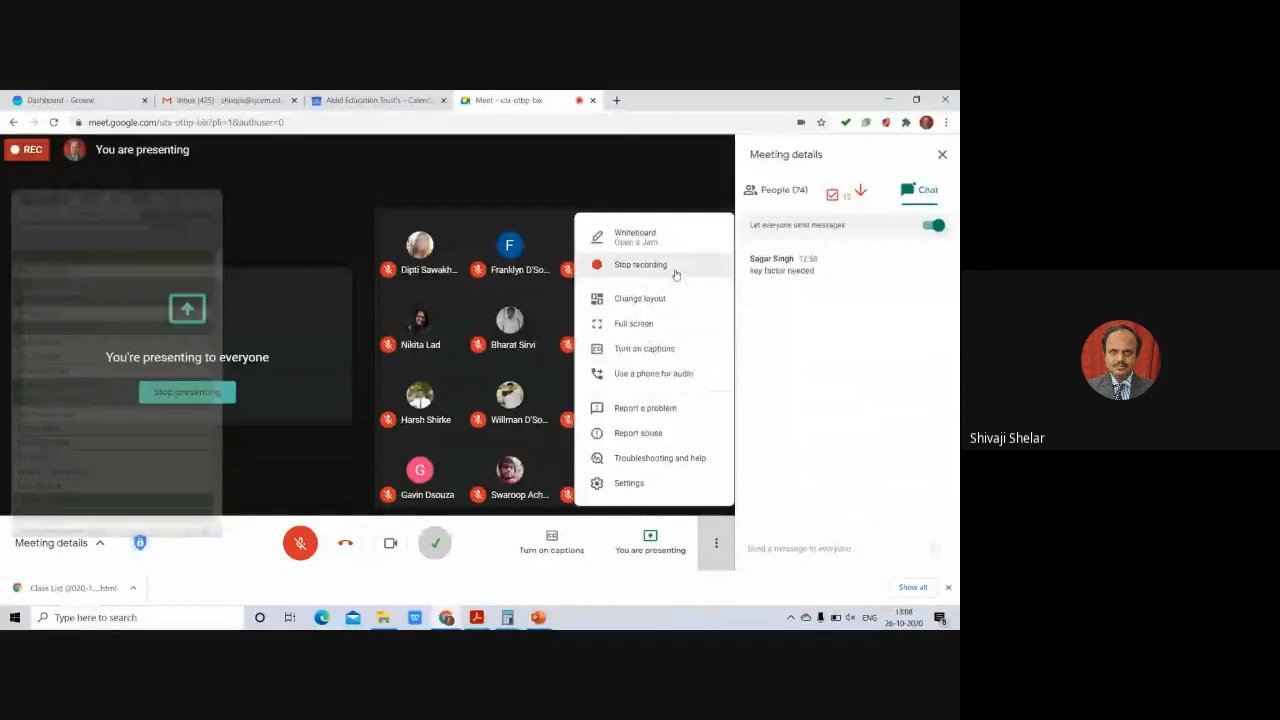 Dashboard - Groww
Inbox (425) - shivajis@sjcem.ed
Aldel Education Trust's - Calend
Meet - utx-otbp-bix
meet.google.com/utx-otbp-bix?pli=1&authuser=0
REC
You are presenting
You're presenting to everyone
Stop presenting
Dipti Sawakh...
F
Franklyn D'So...
Nikita Lad
Bharat Sirvi
Harsh Shirke
Willman D'So...
G
Gavin Dsouza
Swaroop Ach...
Whiteboard
Open a Jam
Stop recording
Change layout
Full screen
Turn on captions
Use a phone for audio
Report a problem
Report abuse
Troubleshooting and help
Settings
Meeting details
People (74)
Chat
Let everyone send messages
Sagar Singh 12:58
key factor needed
Send a message to everyone
Meeting details
Turn on captions
You are presenting
Class List (2020-1....html
Show all
Type here to search
ENG
13:08
26-10-2020
Shivaji Shelar